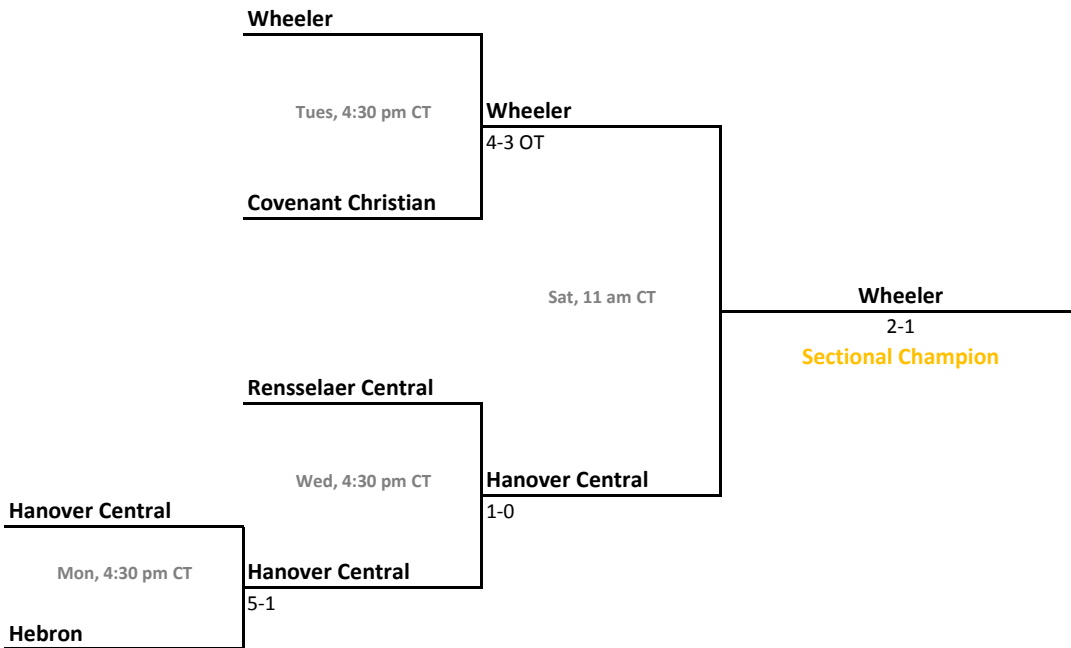 Wheeler
Tues, 4:30 pm CT
Wheeler
4-3 OT
Covenant Christian
Sat, 11 am CT
Wheeler
2-1
Sectional Champion
Rensselaer Central
Wed, 4:30 pm CT
Hanover Central
1-0
Hanover Central
Mon, 4:30 pm CT
Hanover Central
5-1
Hebron